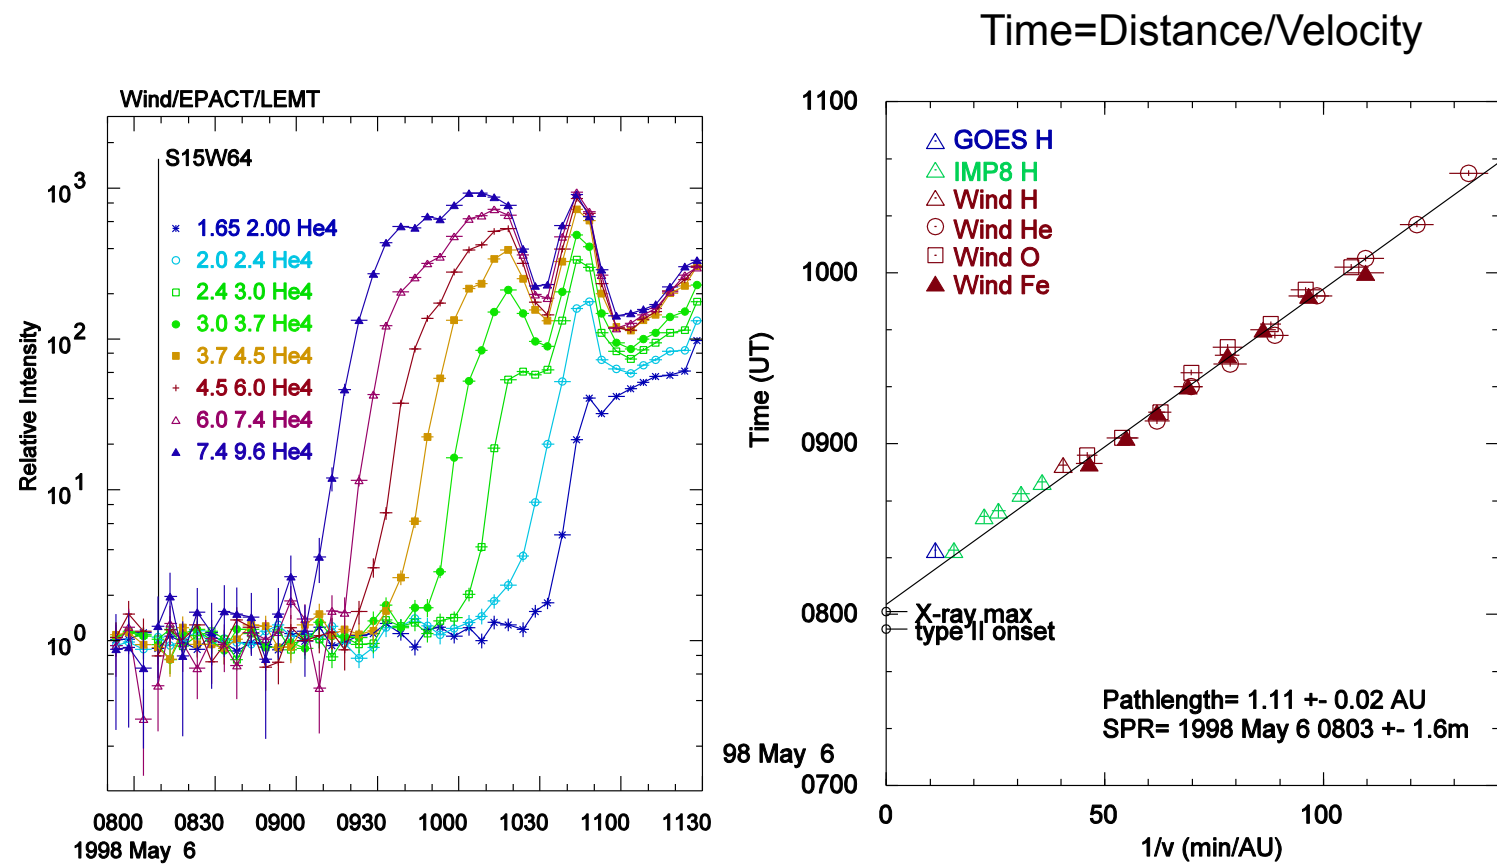 Time=Distance/Velocity
Wind/EPACT/LEMT
S15W64
1.65 2.00 He4
2.0 2.4 He4
2.4 3.0 He4
3.0 3.7 He4
3.7 4.5 He4
4.5 6.0 He4
6.0 7.4 He4
7.4 9.6 He4
Relative Intensity
10^3
10^2
10^1
10^0
0800 0830 0900 0930 1000 1030 1100 1130
1998 May 6
98 May 6
GOES H
IMP8 H
Wind H
Wind He
Wind O
Wind Fe
Time (UT)
1100
1000
0900
0800
0700
X-ray max
type II onset
Pathlength= 1.11 +- 0.02 AU
SPR= 1998 May 6 0803 +- 1.6m
0 50 100
1/v (min/AU)